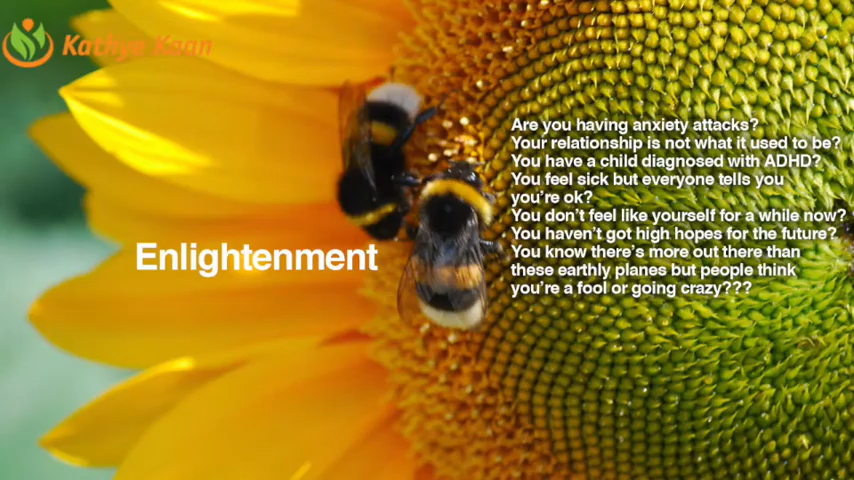 Kathye Kaan
Enlightenment
Are you having anxiety attacks?
Your relationship is not what it used to be?
You have a child diagnosed with ADHD?
You feel sick but everyone tells you
you're ok?
You don't feel like yourself for a while now?
You haven't got high hopes for the future?
You know there's more out there than
these earthly planes but people think
you're a fool or going crazy???